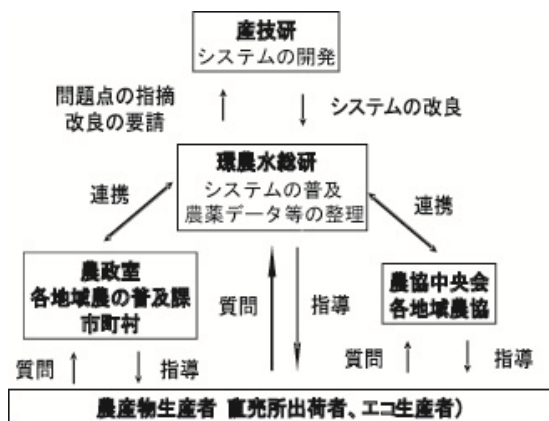 産技研
システムの開発
問題点の指摘
改良の要請
システムの改良
環農水総研
システムの普及
農薬データ等の整理
連携
連携
農政室
各地域農の普及課
市町村
質問
指導
農協中央会
各地域農協
質問
指導
質問
指導
農産物生産者 直売所出荷者、エコ生産者）